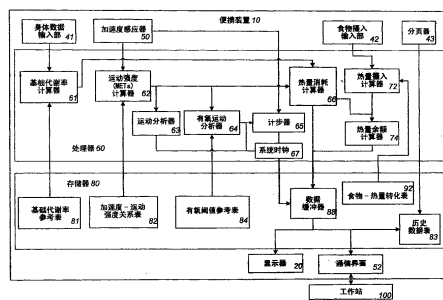 便携装置 10
身体数据
输入部 41
加速度感应器
50
食物摄入
输入部 42
分页器
43
基础代谢率
计算器
61
运动强度
(METs)
计算器 62
热量消耗
计算器
66
热量摄入
计算器 72
运动分析器
63
有氧运动
分析器 64
计步器
65
热量余额
计算器 74
系统时钟
67
处理器 60
存储器 80
基础代谢率
参考表
81
加速度-运动
强度关系表
82
有氧阈值参考表
84
数据
缓冲器
88
食物-热量转化表
92
历史
数据表
83
显示器
20
通信界面
52
工作站
100